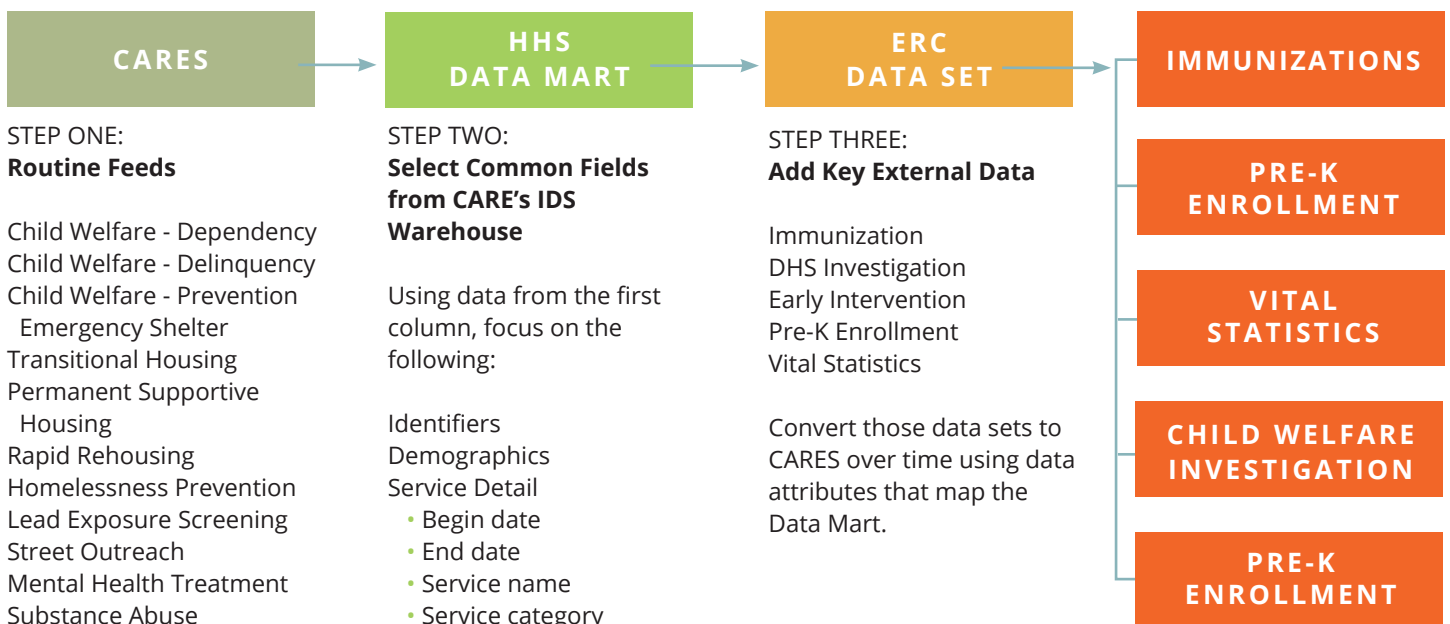 CARES
STEP ONE:
Routine Feeds
Child Welfare - Dependency
Child Welfare - Delinquency
Child Welfare - Prevention
Emergency Shelter
Transitional Housing
Permanent Supportive
Housing
Rapid Rehousing
Homelessness Prevention
Lead Exposure Screening
Street Outreach
Mental Health Treatment
Substance Abuse
HHS
DATA MART
STEP TWO:
Select Common Fields
from CARE’s IDS
Warehouse
Using data from the first
column, focus on the
following:
Identifiers
Demographics
Service Detail
• Begin date
• End date
• Service name
• Service category
ERC
DATA SET
STEP THREE:
Add Key External Data
Immunization
DHS Investigation
Early Intervention
Pre-K Enrollment
Vital Statistics
Convert those data sets to
CARES over time using data
attributes that map the
Data Mart.
IMMUNIZATIONS
PRE-K
ENROLLMENT
VITAL
STATISTICS
CHILD WELFARE
INVESTIGATION
PRE-K
ENROLLMENT